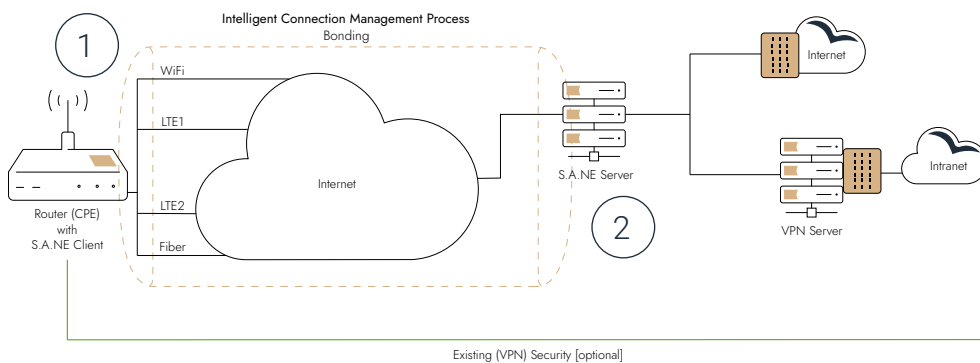 Intelligent Connection Management Process
Bonding
1
WiFi
LTE1
LTE2
Fiber
Internet
Router (CPE)
with
S.A.NE Client
S.A.NE Server
2
Internet
Intranet
VPN Server
Existing (VPN) Security [optional]